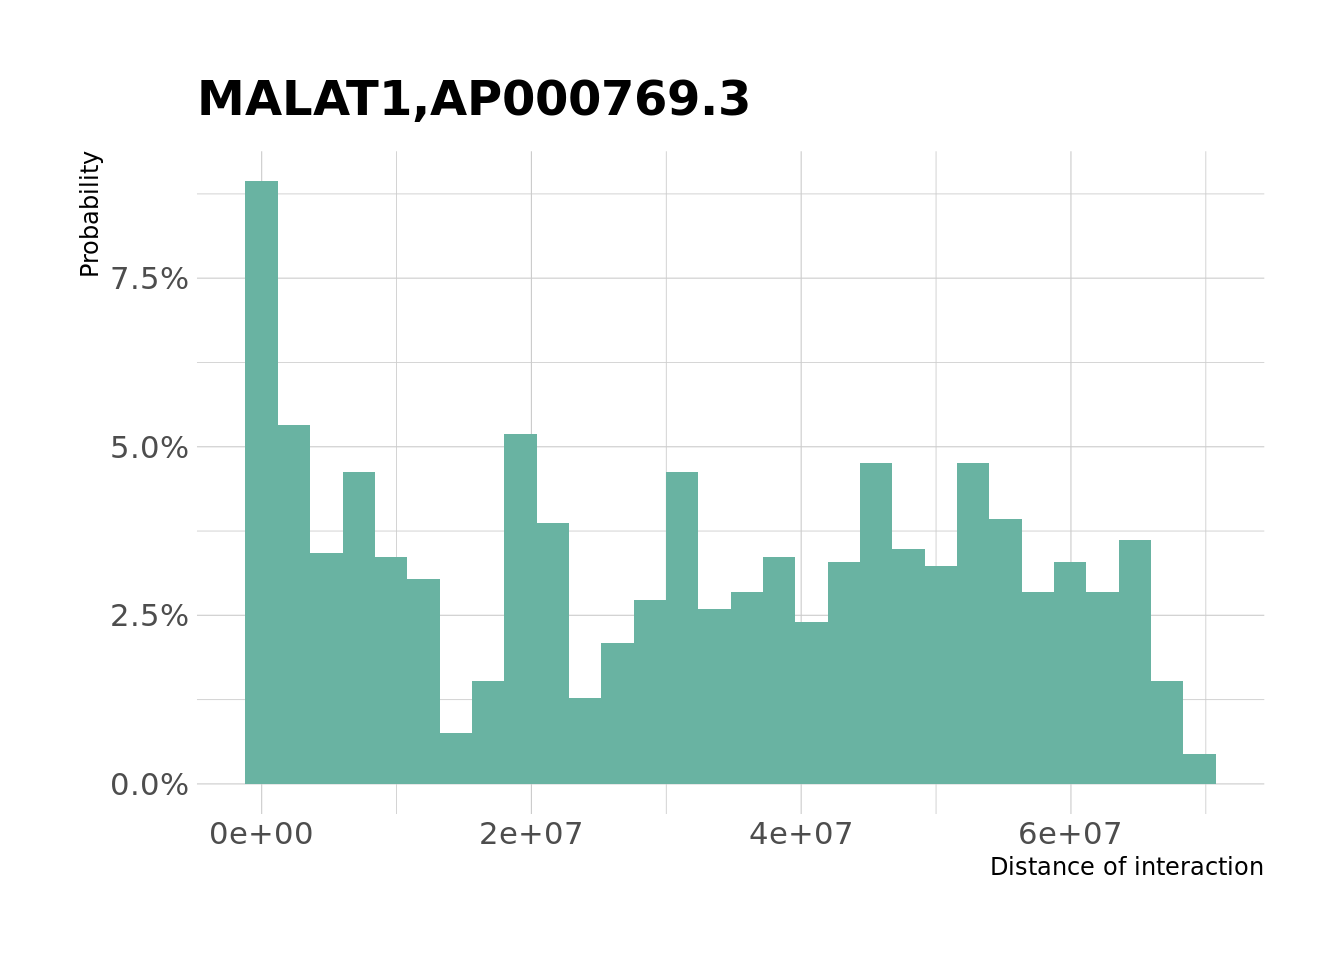 MALAT1,AP000769.3
Probability
7.5%
5.0%
2.5%
0.0%
0e+00 2e+07 4e+07 6e+07
Distance of interaction